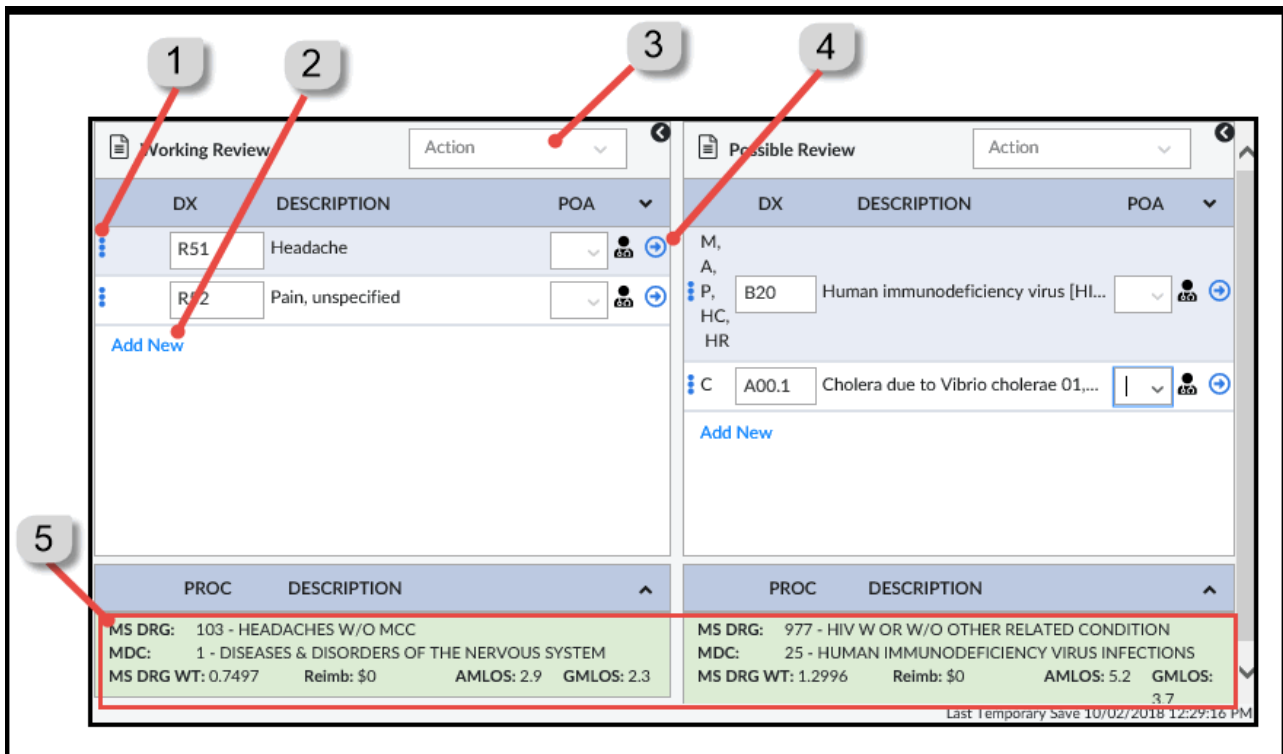 1
2
3
4
Working Review
Action
DX DESCRIPTION POA
R51 Headache
R52 Pain, unspecified
Add New
Possible Review
Action
DX DESCRIPTION POA
M,
A,
P,
HC,
HR
B20 Human immunodeficiency virus [HI...
C A00.1 Cholera due to Vibrio cholerae 01,...
Add New
5
PROC DESCRIPTION
MS DRG: 103 - HEADACHES W/O MCC
MDC: 1 - DISEASES & DISORDERS OF THE NERVOUS SYSTEM
MS DRG WT: 0.7497 Reimb: $0 AMLOS: 2.9 GMLOS: 2.3
PROC DESCRIPTION
MS DRG: 977 - HIV W OR W/O OTHER RELATED CONDITION
MDC: 25 - HUMAN IMMUNODEFICIENCY VIRUS INFECTIONS
MS DRG WT: 1.2996 Reimb: $0 AMLOS: 5.2 GMLOS:
3.7
Last Temporary Save 10/02/2018 12:29:16 PM